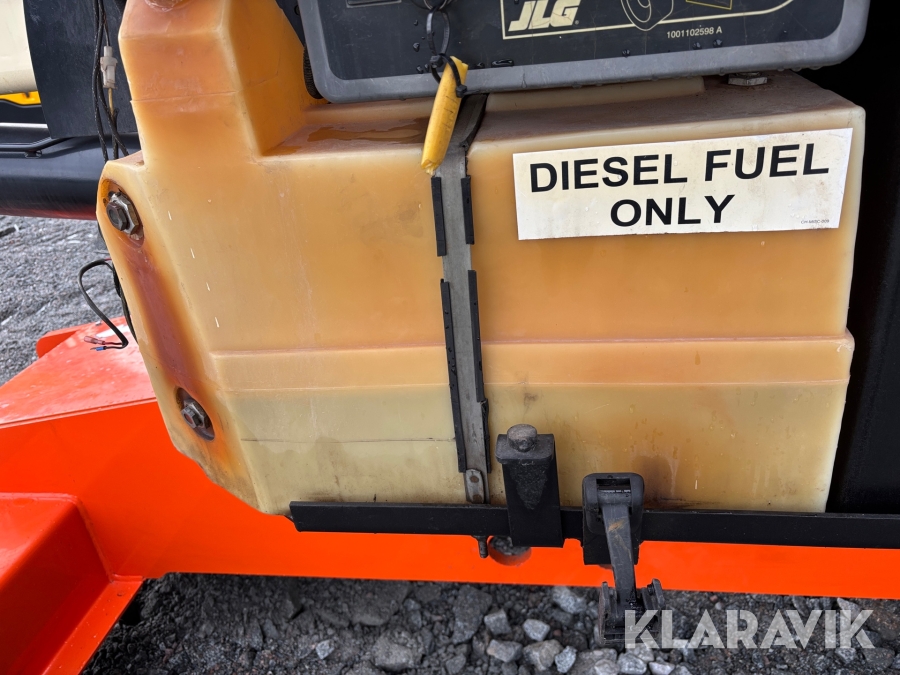 JLG
1001102598 A
DIESEL FUEL
ONLY
KLARAVIK